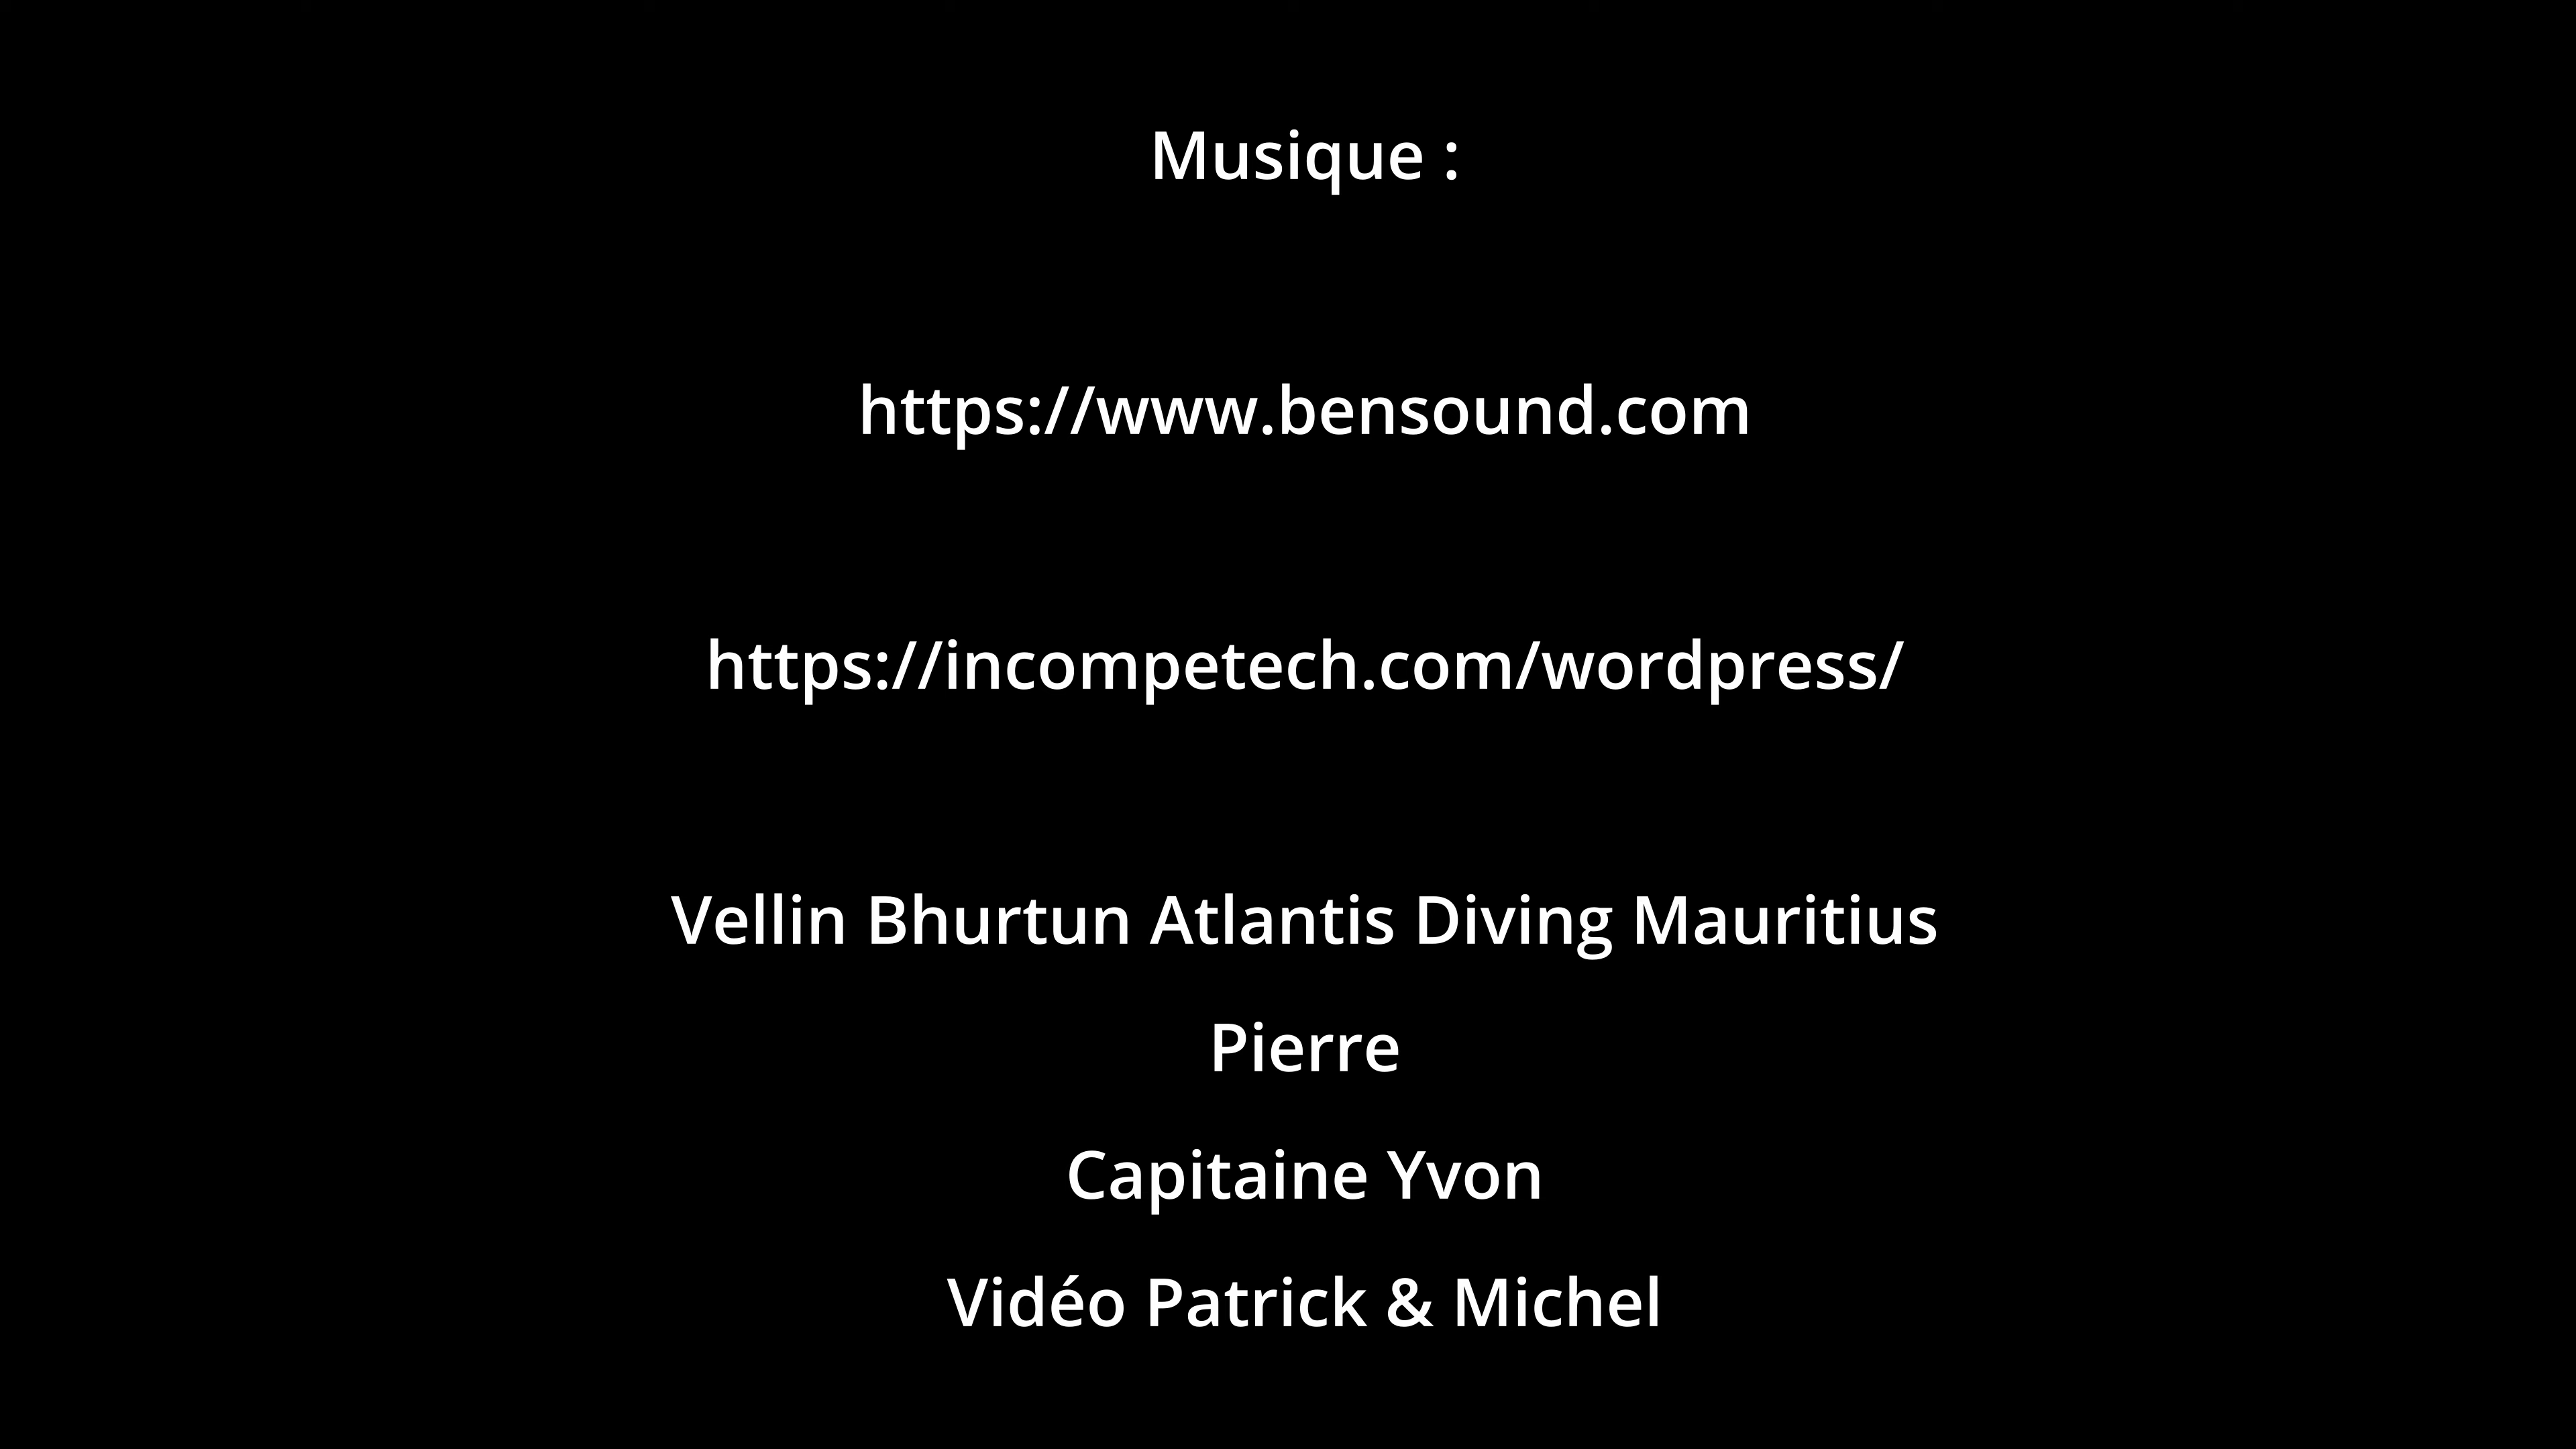 Musique :
https://www.bensound.com
https://incompetech.com/wordpress/
Vellin Bhurtun Atlantis Diving Mauritius
Pierre
Capitaine Yvon
Vidéo Patrick & Michel